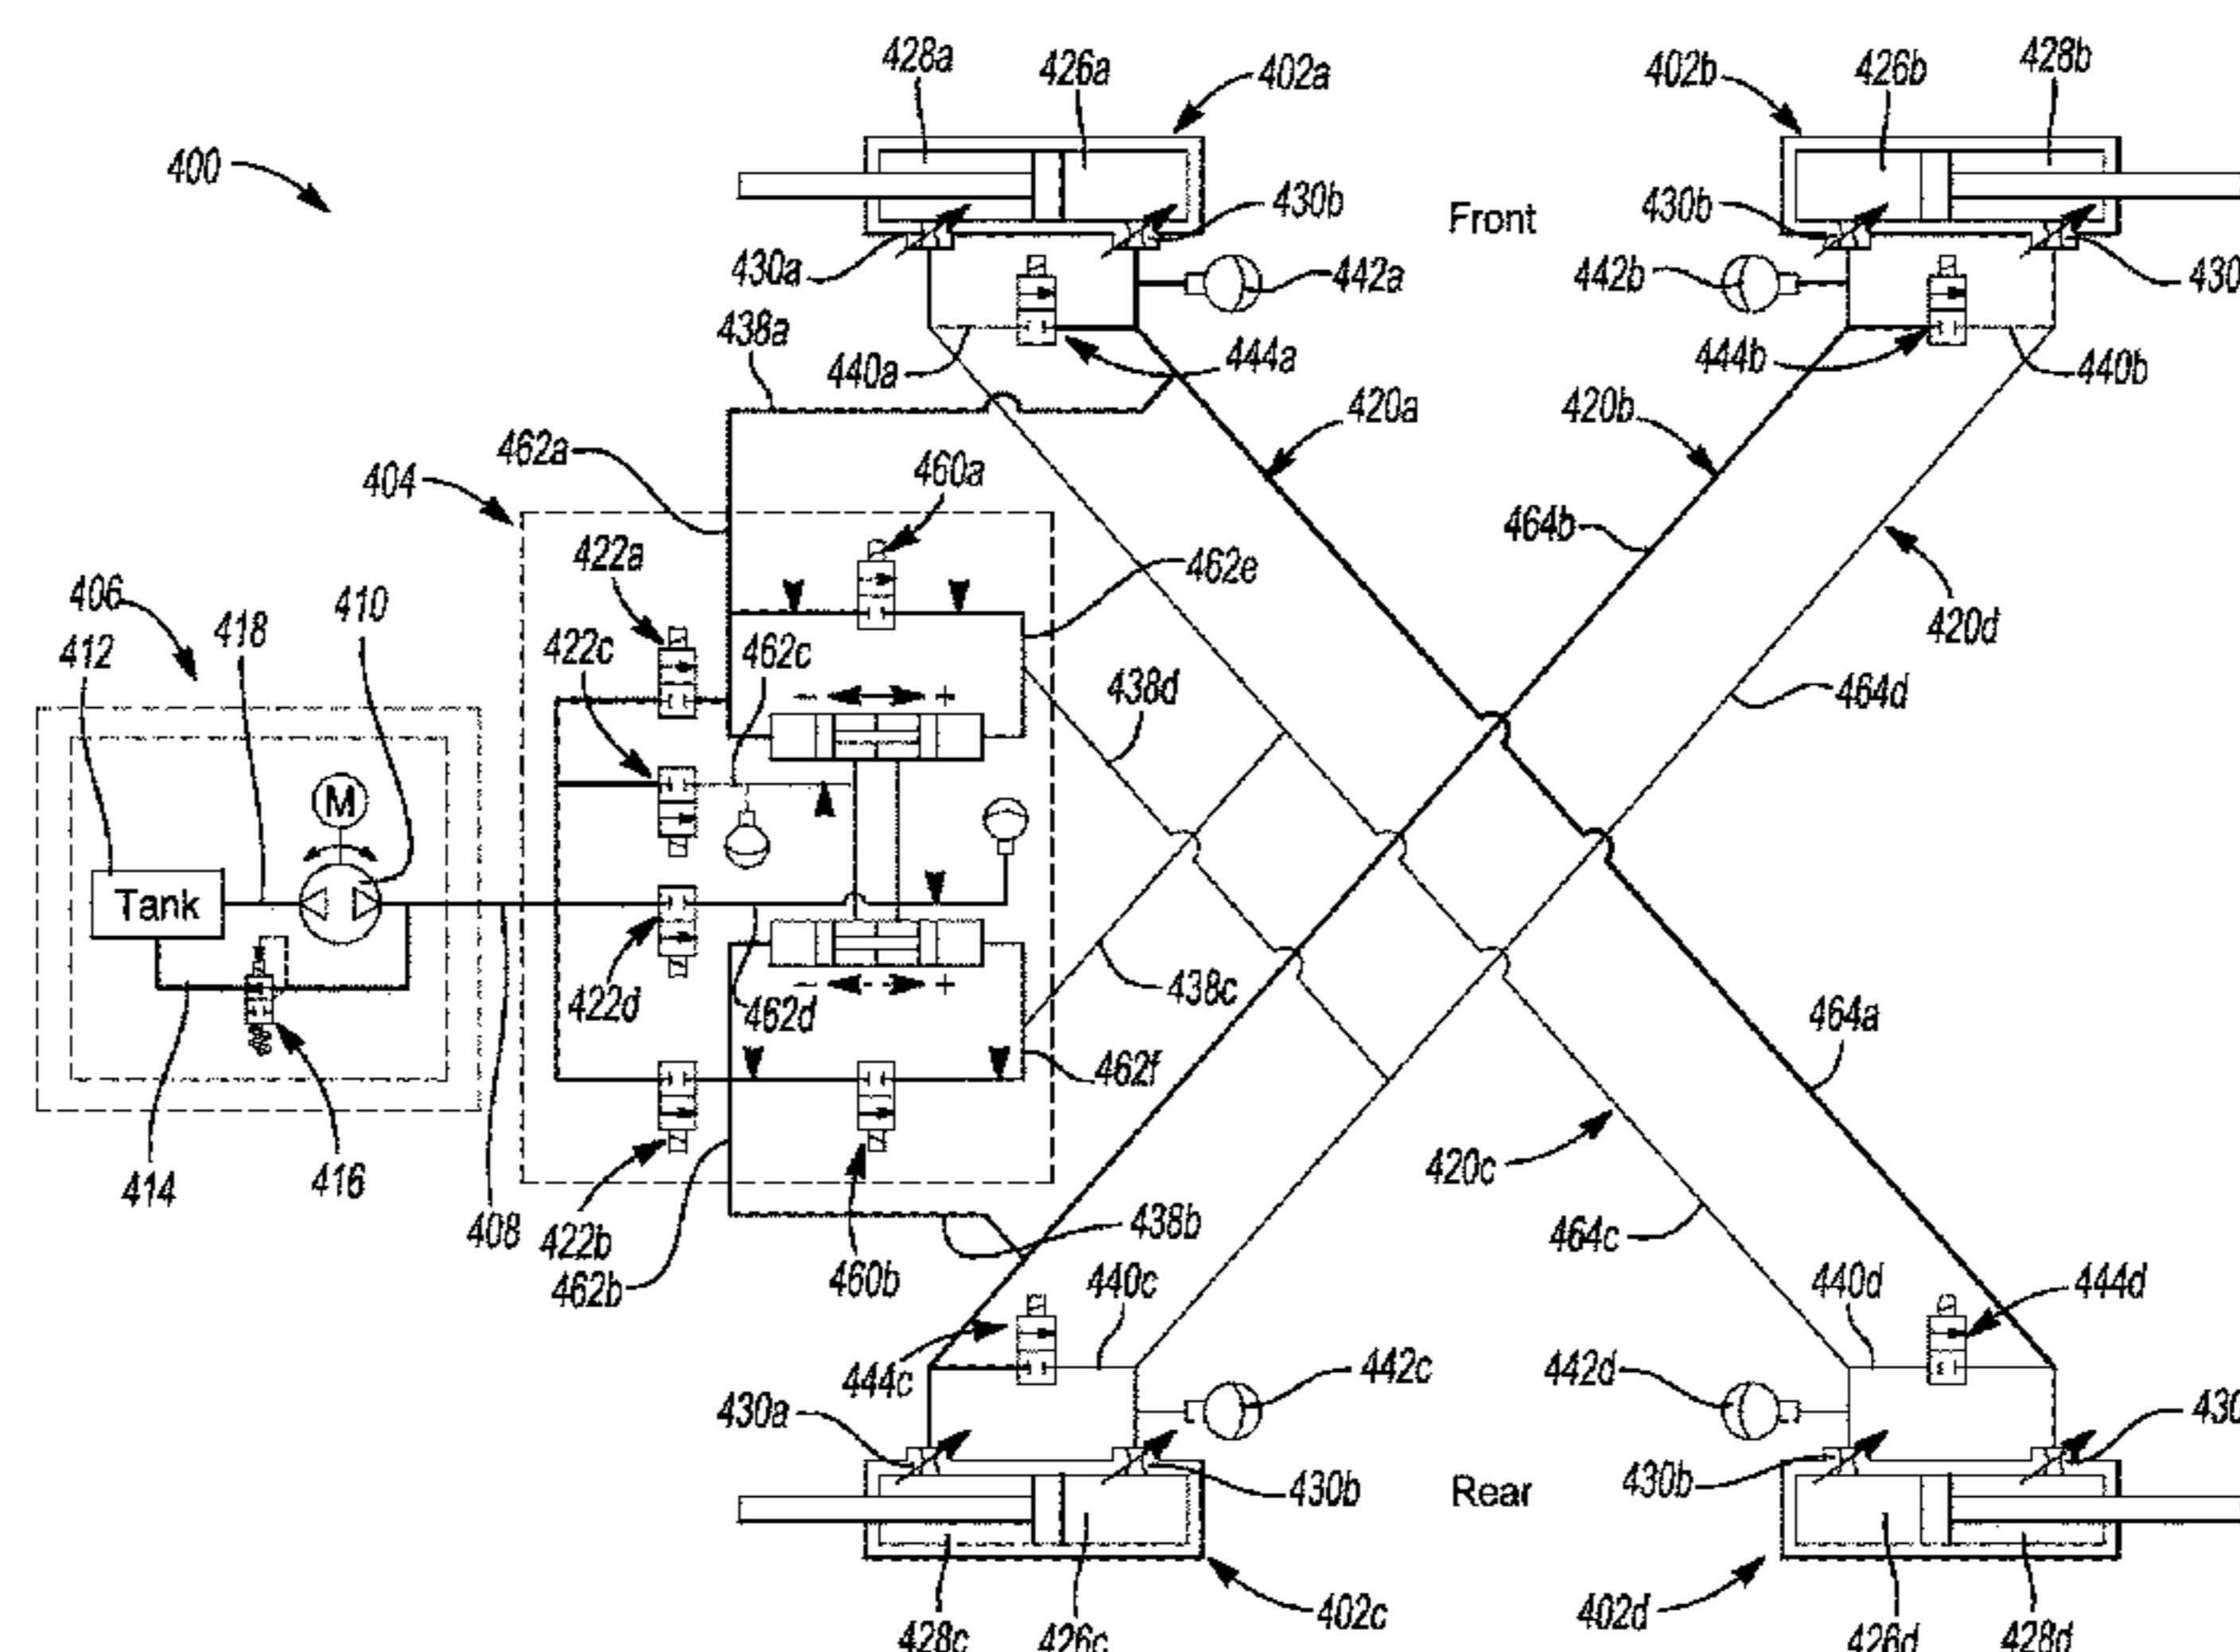 428a 426a 402a 402b 426b 428b
400
430b Front 430b
430a 442a 442b 430
438a 440a 444a 444b 440b
462a 460a 420a 420b
404
422a 462e 464b 420d
406 418 410
412 422c 462c 438d 464d
- +
M
Tank
422d 462d - + 438c 464a
462f
414 416 408 422b 460b 438b 420c
462b 440c 464c 440d 444d
444c 442c 442d
430a 430b Rear 430b 430
402c 402d
428c 426c 426d 428d